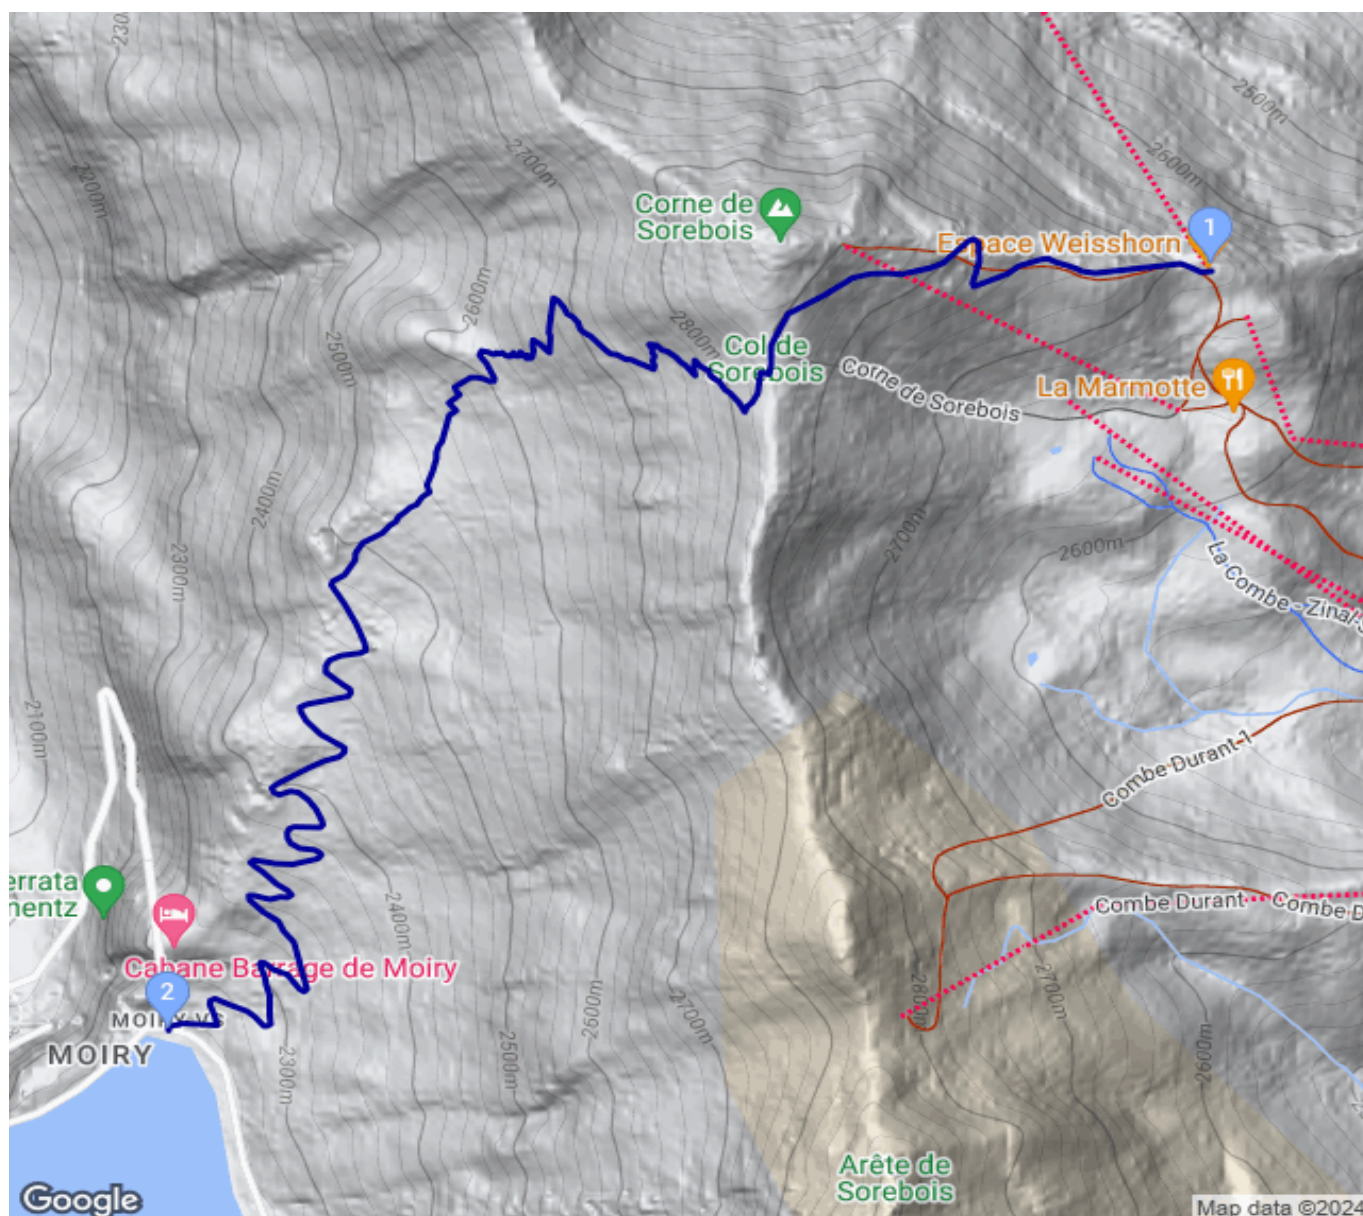 230
2500m
2700m
2600m
2200m
Corne de
Sorebois
1
Espace Weisshorn
2600m
2500m
2800m
Col de
Sorebois
Corne de Sorebois
La Marmotte
2400m
2700m
2600m
2300m
La Combe - Zinal-S
2100m
Combe Durant 1
errata
nentz
2400m
Combe Durant
Combe D
Cabane Barrage de Moiry
2
MOIRY VS
MOIRY
2300m
2500m
2600m
2700m
2800m
2700m
2600m
Arête de
Sorebois
Google
Map data ©2024